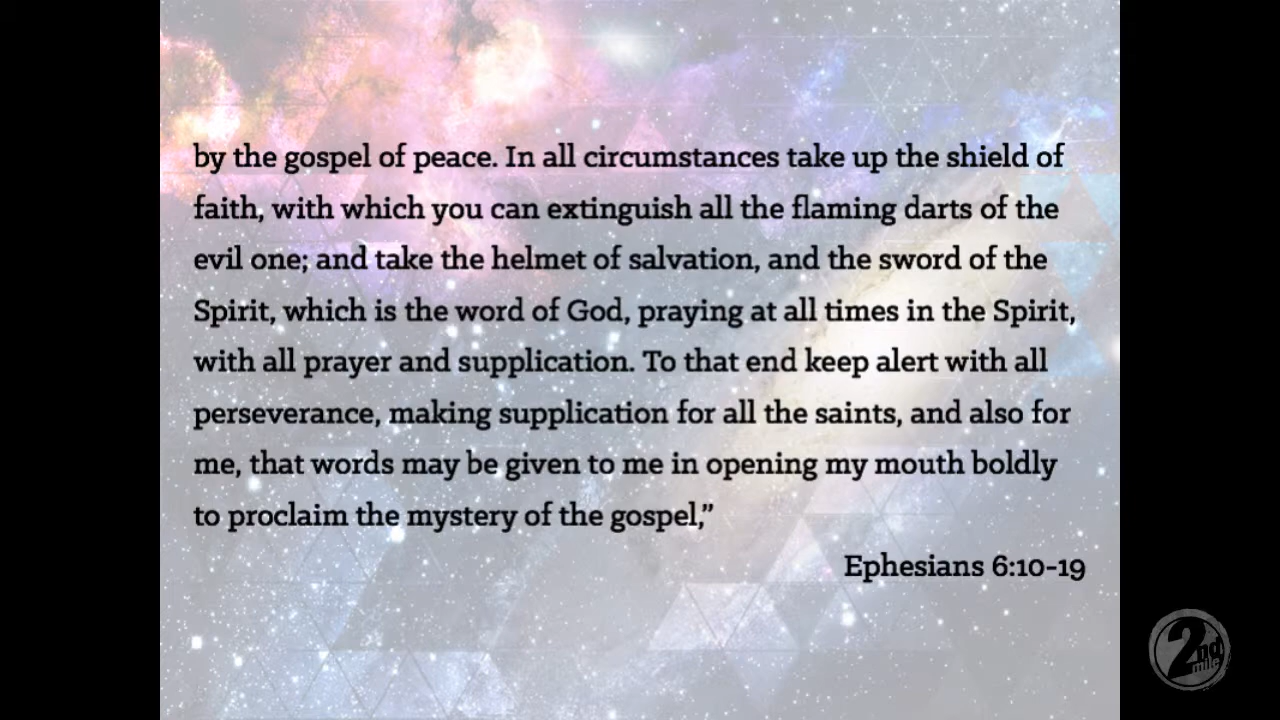 by the gospel of peace. In all circumstances take up the shield of
faith, with which you can extinguish all the flaming darts of the
evil one; and take the helmet of salvation, and the sword of the
Spirit, which is the word of God, praying at all times in the Spirit,
with all prayer and supplication. To that end keep alert with all
perseverance, making supplication for all the saints, and also for
me, that words may be given to me in opening my mouth boldly
to proclaim the mystery of the gospel,”
Ephesians 6:10-19
2nd
mile